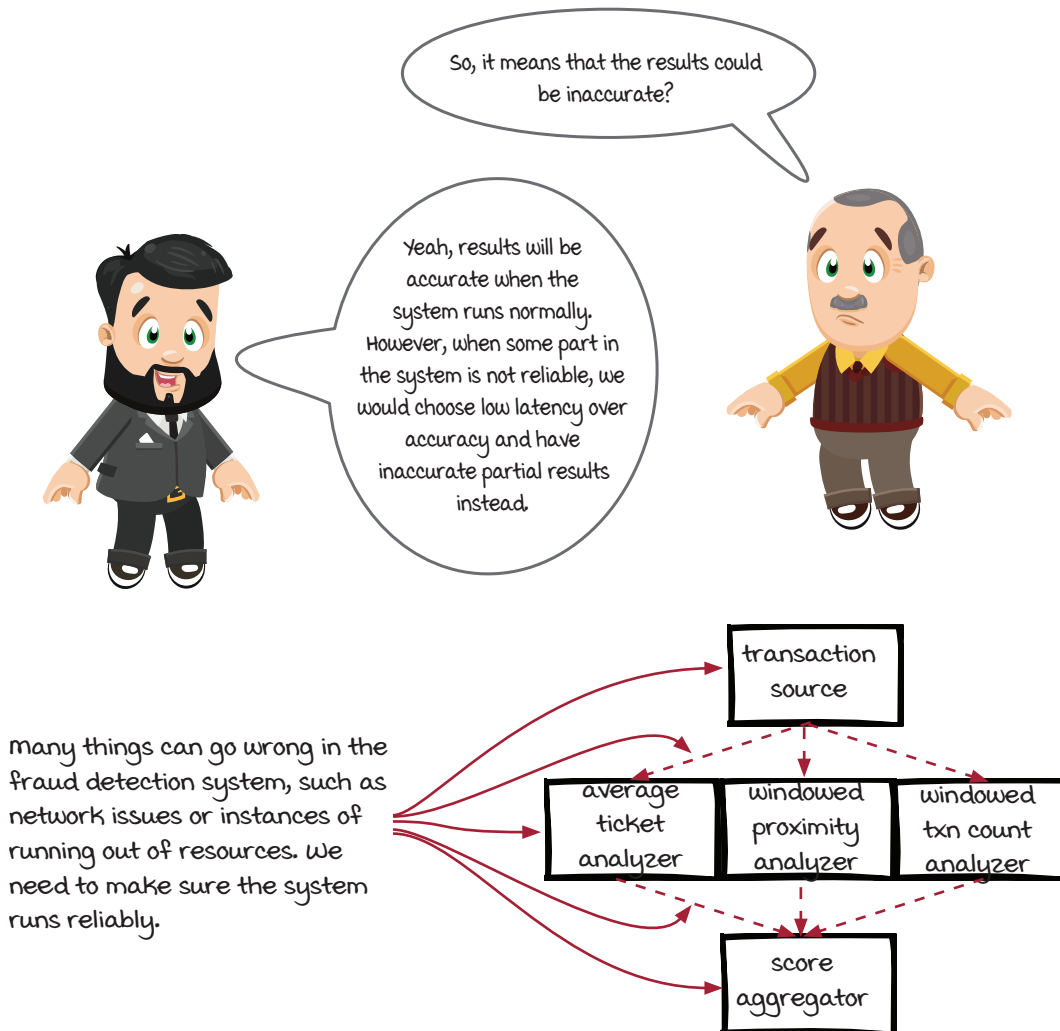 So, it means that the results could
be inaccurate?
Yeah, results will be
accurate when the
system runs normally.
However, when some part in
the system is not reliable, we
would choose low latency over
accuracy and have
inaccurate partial results
instead.
transaction
source
Many things can go wrong in the
fraud detection system, such as
network issues or instances of
running out of resources. We
need to make sure the system
runs reliably.
average
ticket
analyzer
windowed
proximity
analyzer
windowed
txn count
analyzer
score
aggregator